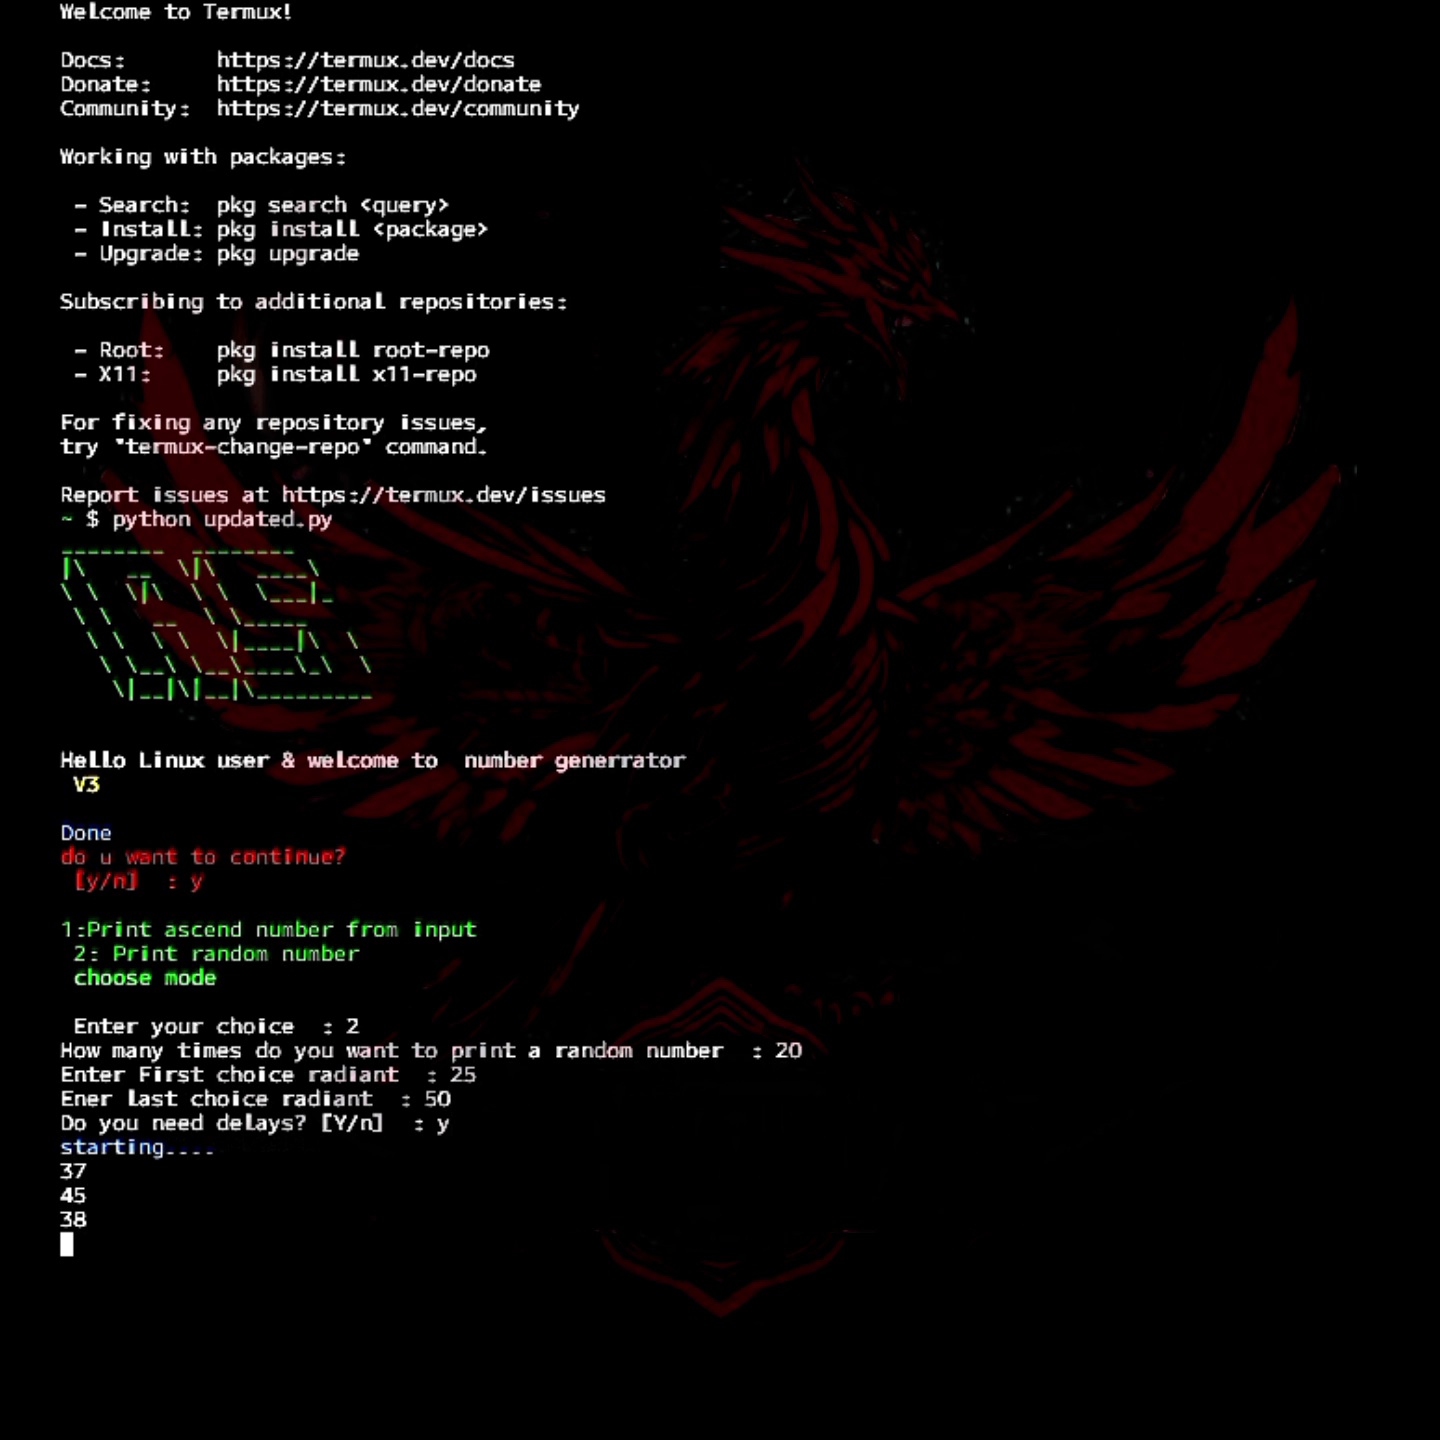 Welcome to Termux!
Docs:       https://termux.dev/docs
Donate:     https://termux.dev/donate
Community:  https://termux.dev/community
Working with packages:
 - Search:  pkg search <query>
 - Install: pkg install <package>
 - Upgrade: pkg upgrade
Subscribing to additional repositories:
 - Root:    pkg install root-repo
 - X11:     pkg install x11-repo
For fixing any repository issues,
try "termux-change-repo" command.
Report issues at https://termux.dev/issues
~ $ python updated.py
Hello Linux user & welcome to  number generrator
 V3
Done
do u want to continue?
 [y/n]  : y
1:Print ascend number from input
 2: Print random number
 choose mode
 Enter your choice  : 2
How many times do you want to print a random number  : 20
Enter First choice radiant  : 25
Ener last choice radiant  : 50
Do you need delays? [Y/n]  : y
starting....
37
45
38